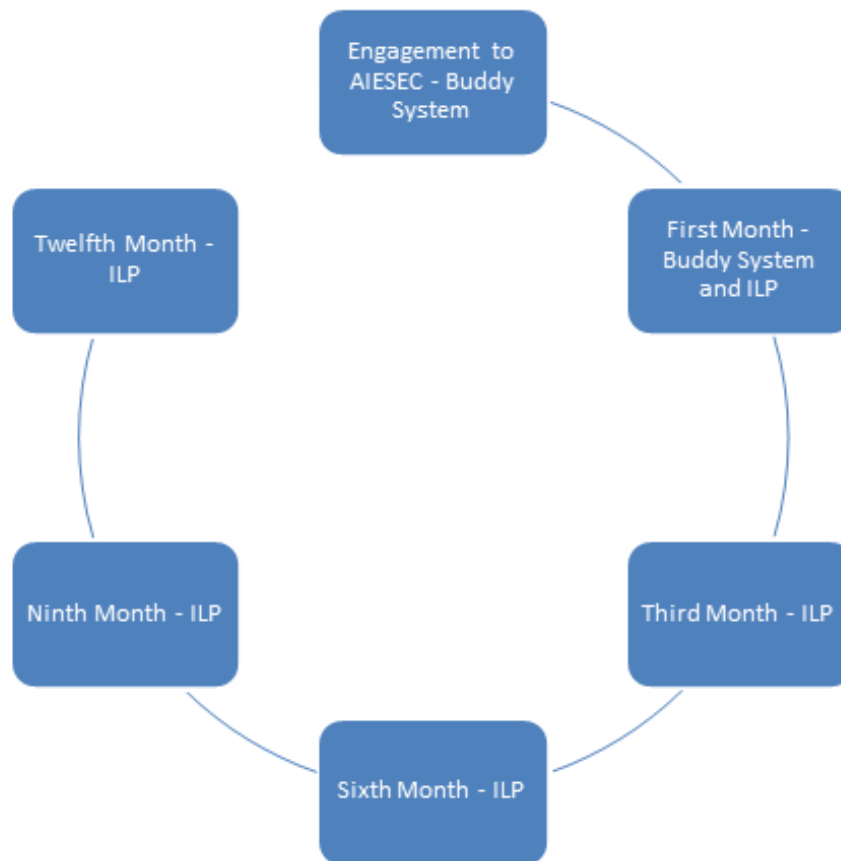 Engagement to
AIESEC - Buddy
System
First Month -
Buddy System
and ILP
Third Month - ILP
Sixth Month - ILP
Ninth Month - ILP
Twelfth Month -
ILP